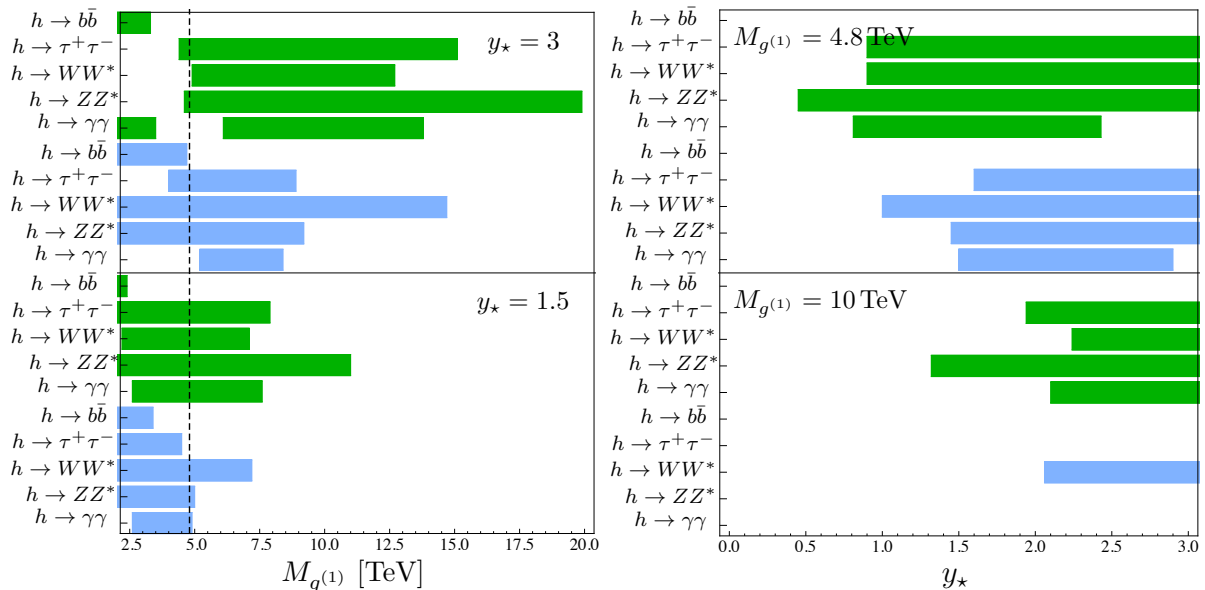 h → bb̄
h → τ⁺τ⁻
h → WW*
h → ZZ*
h → γγ
h → bb̄
h → τ⁺τ⁻
h → WW*
h → ZZ*
h → γγ
y⋆ = 3
h → bb̄
h → τ⁺τ⁻
h → WW*
h → ZZ*
h → γγ
h → bb̄
h → τ⁺τ⁻
h → WW*
h → ZZ*
h → γγ
y⋆ = 1.5
2.5 5.0 7.5 10.0 12.5 15.0 17.5 20.0
M_g⁽¹⁾ [TeV]
h → bb̄
h → τ⁺τ⁻
h → WW*
h → ZZ*
h → γγ
h → bb̄
h → τ⁺τ⁻
h → WW*
h → ZZ*
h → γγ
M_g⁽¹⁾ = 4.8 TeV
h → bb̄
h → τ⁺τ⁻
h → WW*
h → ZZ*
h → γγ
h → bb̄
h → τ⁺τ⁻
h → WW*
h → ZZ*
h → γγ
M_g⁽¹⁾ = 10 TeV
0.0 0.5 1.0 1.5 2.0 2.5 3.0
y⋆